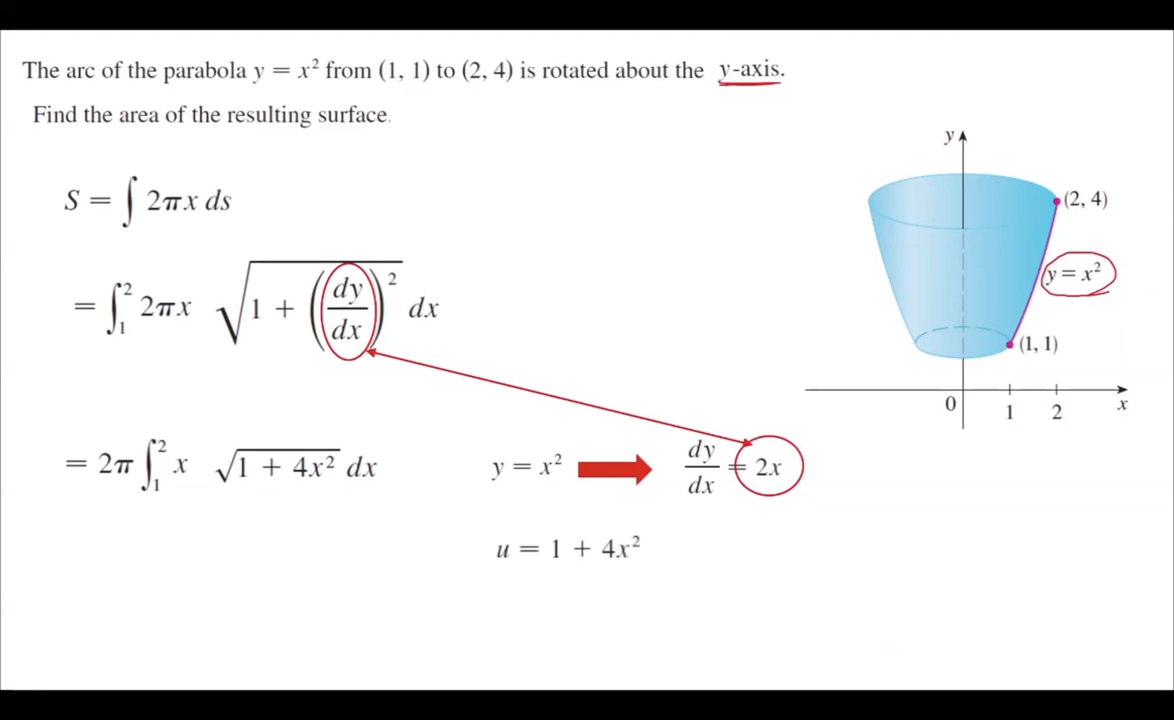 The arc of the parabola y = x² from (1, 1) to (2, 4) is rotated about the y-axis.
Find the area of the resulting surface.
S = ∫ 2πx ds
= ∫₁² 2πx √(1 + (dy/dx)²) dx
= 2π ∫₁² x √(1 + 4x²) dx
y = x²
dy/dx = 2x
u = 1 + 4x²
y
(2, 4)
y = x²
(1, 1)
0 1 2 x